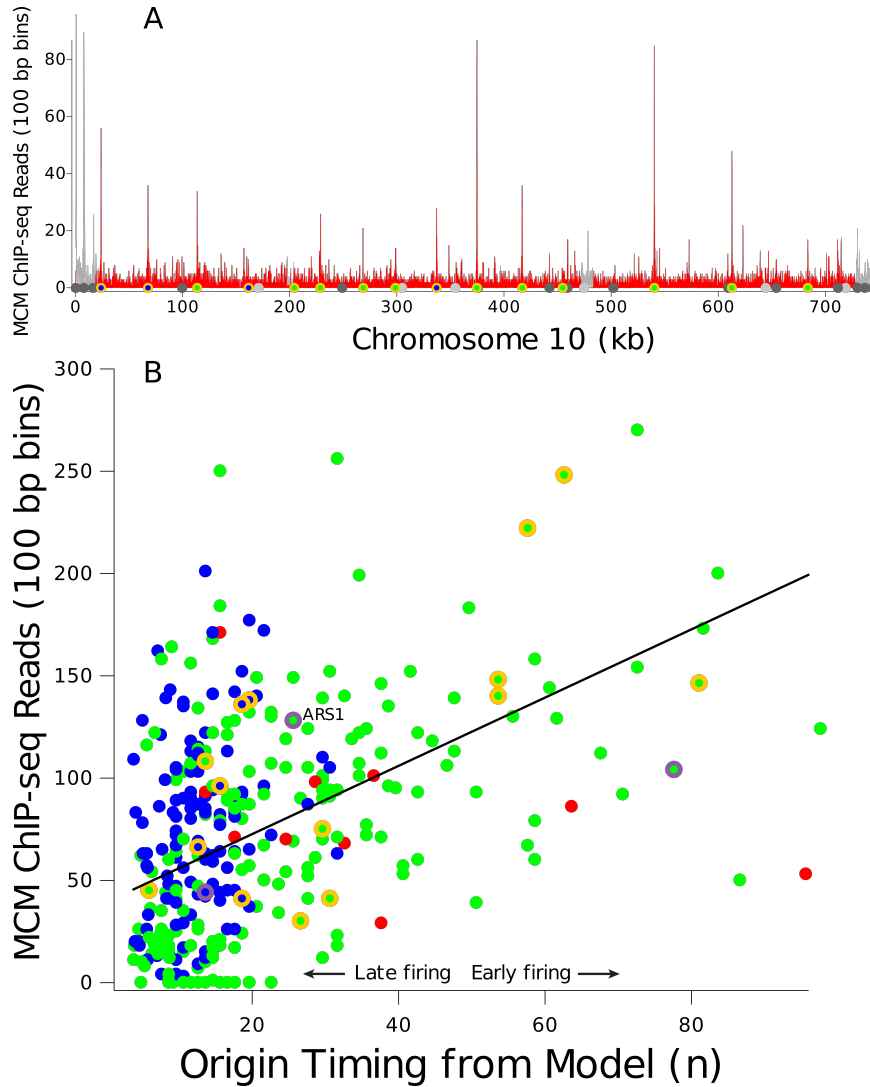 A
MCM ChIP-seq Reads (100 bp bins)
80
60
40
20
0
0 100 200 300 400 500 600 700
Chromosome 10 (kb)
B
MCM ChIP-seq Reads (100 bp bins)
300
250
200
150
100
50
0
ARS1
Late firing Early firing
20 40 60 80
Origin Timing from Model (n)